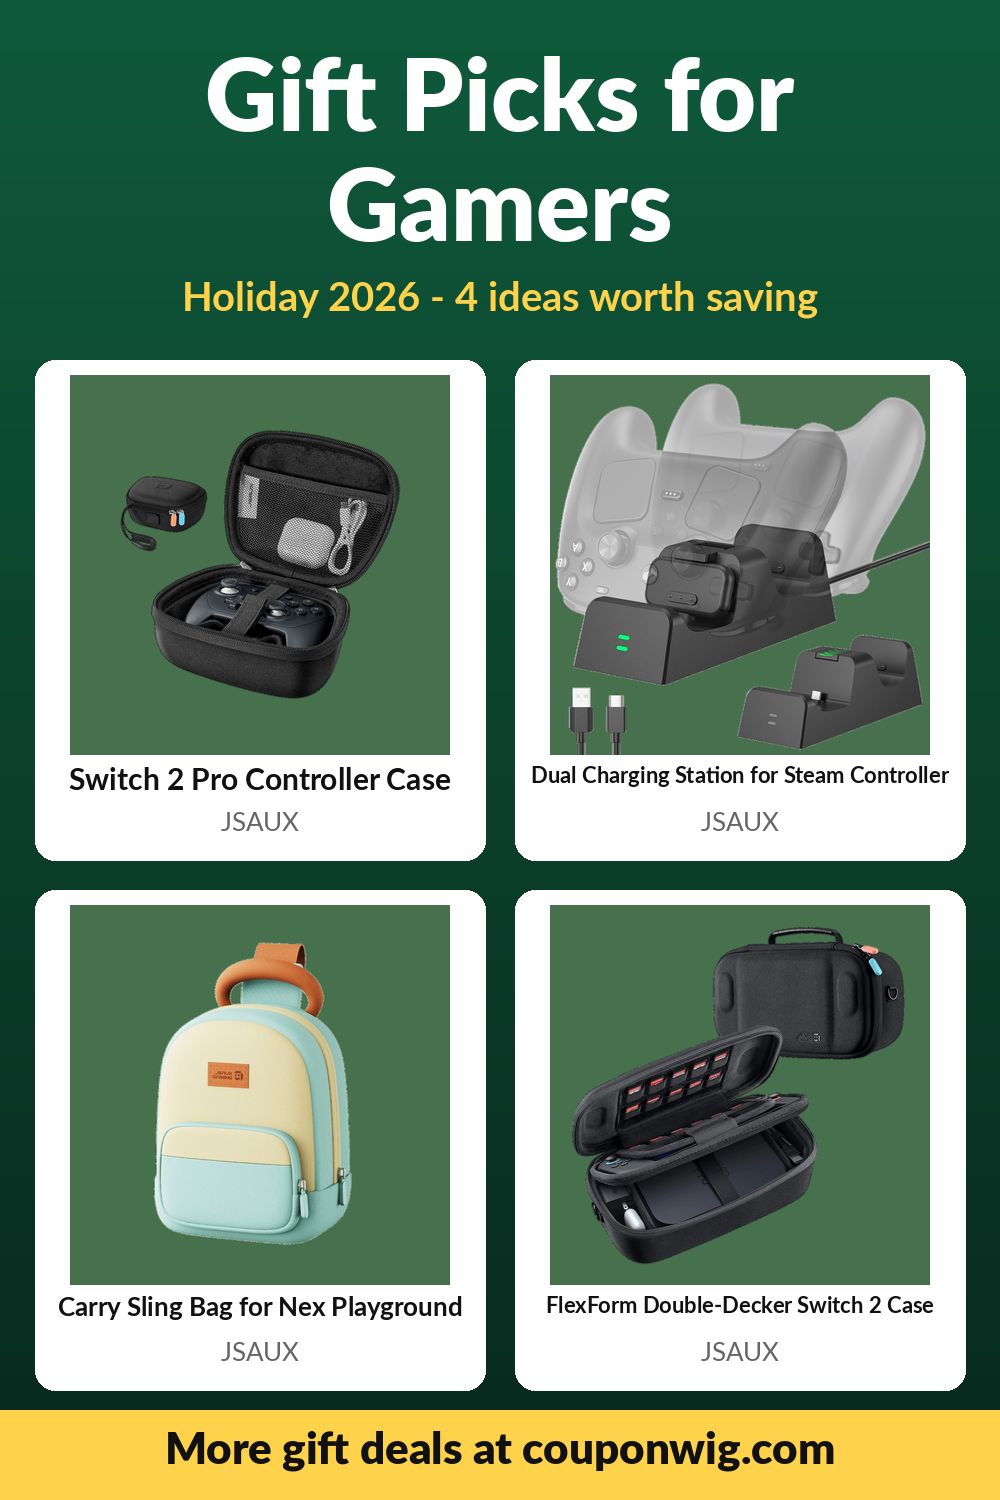 Gift Picks for
Gamers
Holiday 2026 - 4 ideas worth saving
Switch 2 Pro Controller Case
JSAUX
Dual Charging Station for Steam Controller
JSAUX
JSAUX
GAMING
Carry Sling Bag for Nex Playground
JSAUX
FlexForm Double-Decker Switch 2 Case
JSAUX
More gift deals at couponwig.com